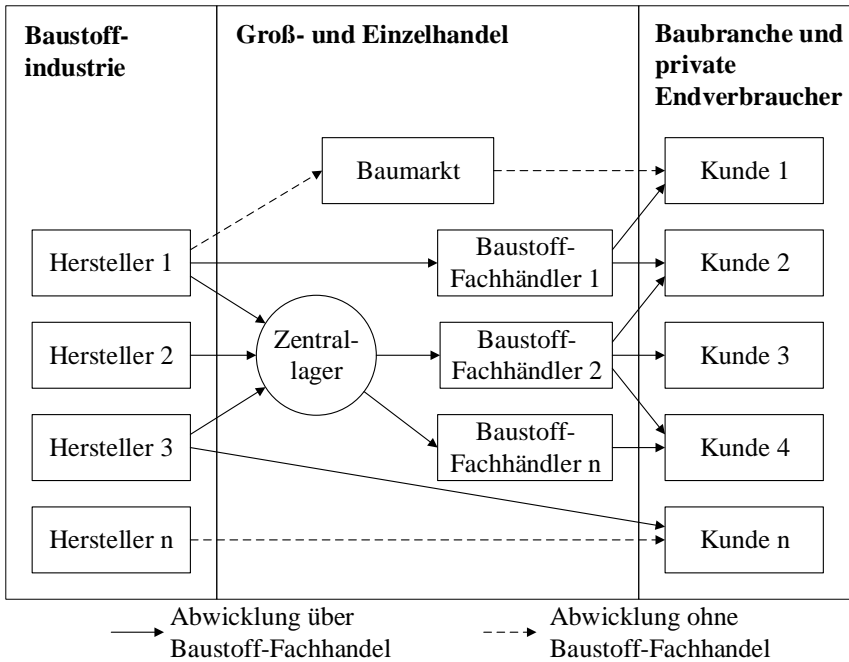 Baustoff-
industrie
Groß- und Einzelhandel
Baubranche und
private
Endverbraucher
Baumarkt
Kunde 1
Hersteller 1
Baustoff-
Fachhändler 1
Kunde 2
Hersteller 2
Zentral-
lager
Baustoff-
Fachhändler 2
Kunde 3
Hersteller 3
Baustoff-
Fachhändler n
Kunde 4
Hersteller n
Kunde n
Abwicklung über
Baustoff-Fachhandel
Abwicklung ohne
Baustoff-Fachhandel